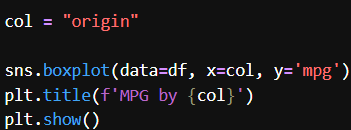 col = "origin"
sns.boxplot(data=df, x=col, y='mpg')
plt.title(f'MPG by {col}')
plt.show()